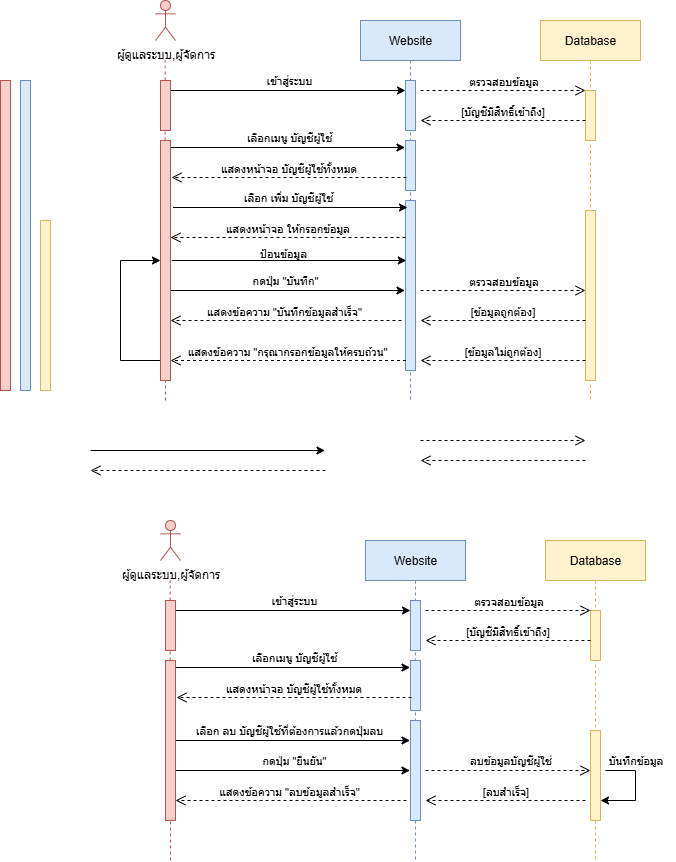 Website
Database
ผู้ดูแลระบบ,ผู้จัดการ
เข้าสู่ระบบ
ตรวจสอบข้อมูล
[บัญชีมีสิทธิ์เข้าถึง]
เลือกเมนู บัญชีผู้ใช้
แสดงหน้าจอ บัญชีผู้ใช้ทั้งหมด
เลือก เพิ่ม บัญชีผู้ใช้
แสดงหน้าจอ ให้กรอกข้อมูล
ป้อนข้อมูล
กดปุ่ม "บันทึก"
ตรวจสอบข้อมูล
แสดงข้อความ "บันทึกข้อมูลสำเร็จ"
[ข้อมูลถูกต้อง]
แสดงข้อความ "กรุณากรอกข้อมูลให้ครบถ้วน"
[ข้อมูลไม่ถูกต้อง]
Website
Database
ผู้ดูแลระบบ,ผู้จัดการ
เข้าสู่ระบบ
ตรวจสอบข้อมูล
[บัญชีมีสิทธิ์เข้าถึง]
เลือกเมนู บัญชีผู้ใช้
แสดงหน้าจอ บัญชีผู้ใช้ทั้งหมด
เลือก ลบ บัญชีผู้ใช้ที่ต้องการแล้วกดปุ่มลบ
กดปุ่ม "ยืนยัน"
ลบข้อมูลบัญชีผู้ใช้
บันทึกข้อมูล
แสดงข้อความ "ลบข้อมูลสำเร็จ"
[ลบสำเร็จ]